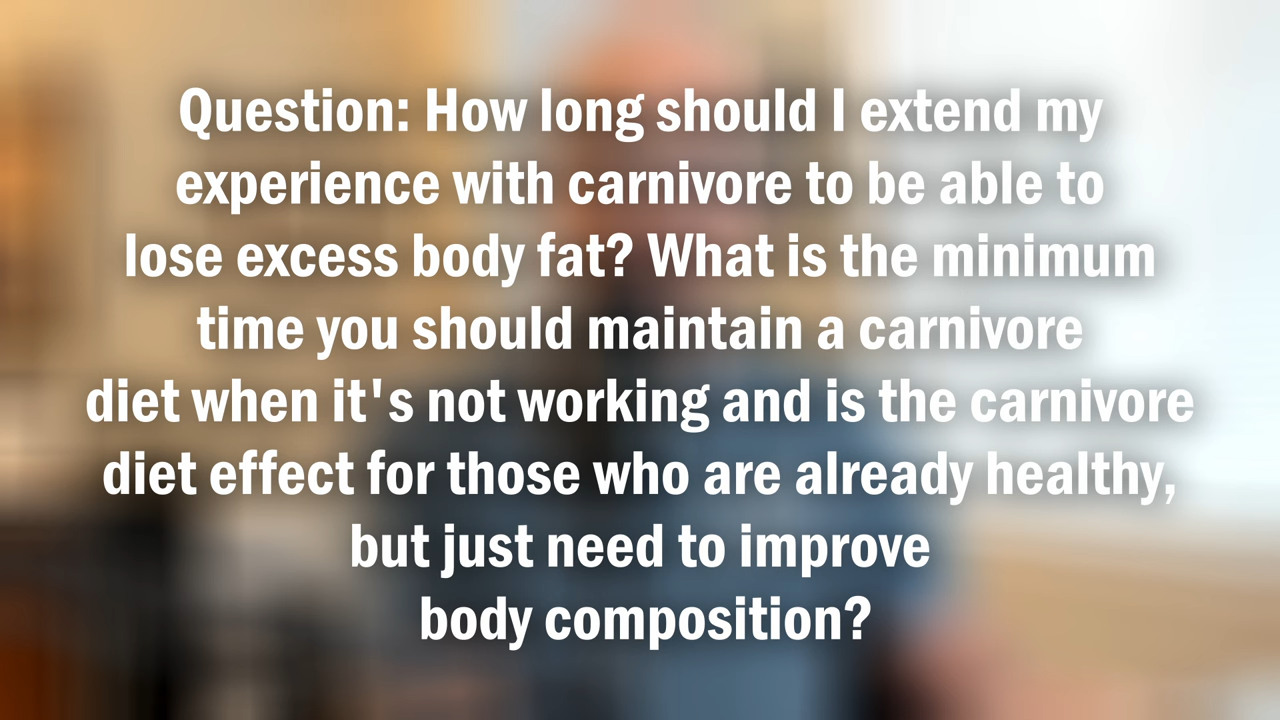 Question: How long should I extend my
experience with carnivore to be able to
lose excess body fat? What is the minimum
time you should maintain a carnivore
diet when it's not working and is the carnivore
diet effect for those who are already healthy,
but just need to improve
body composition?